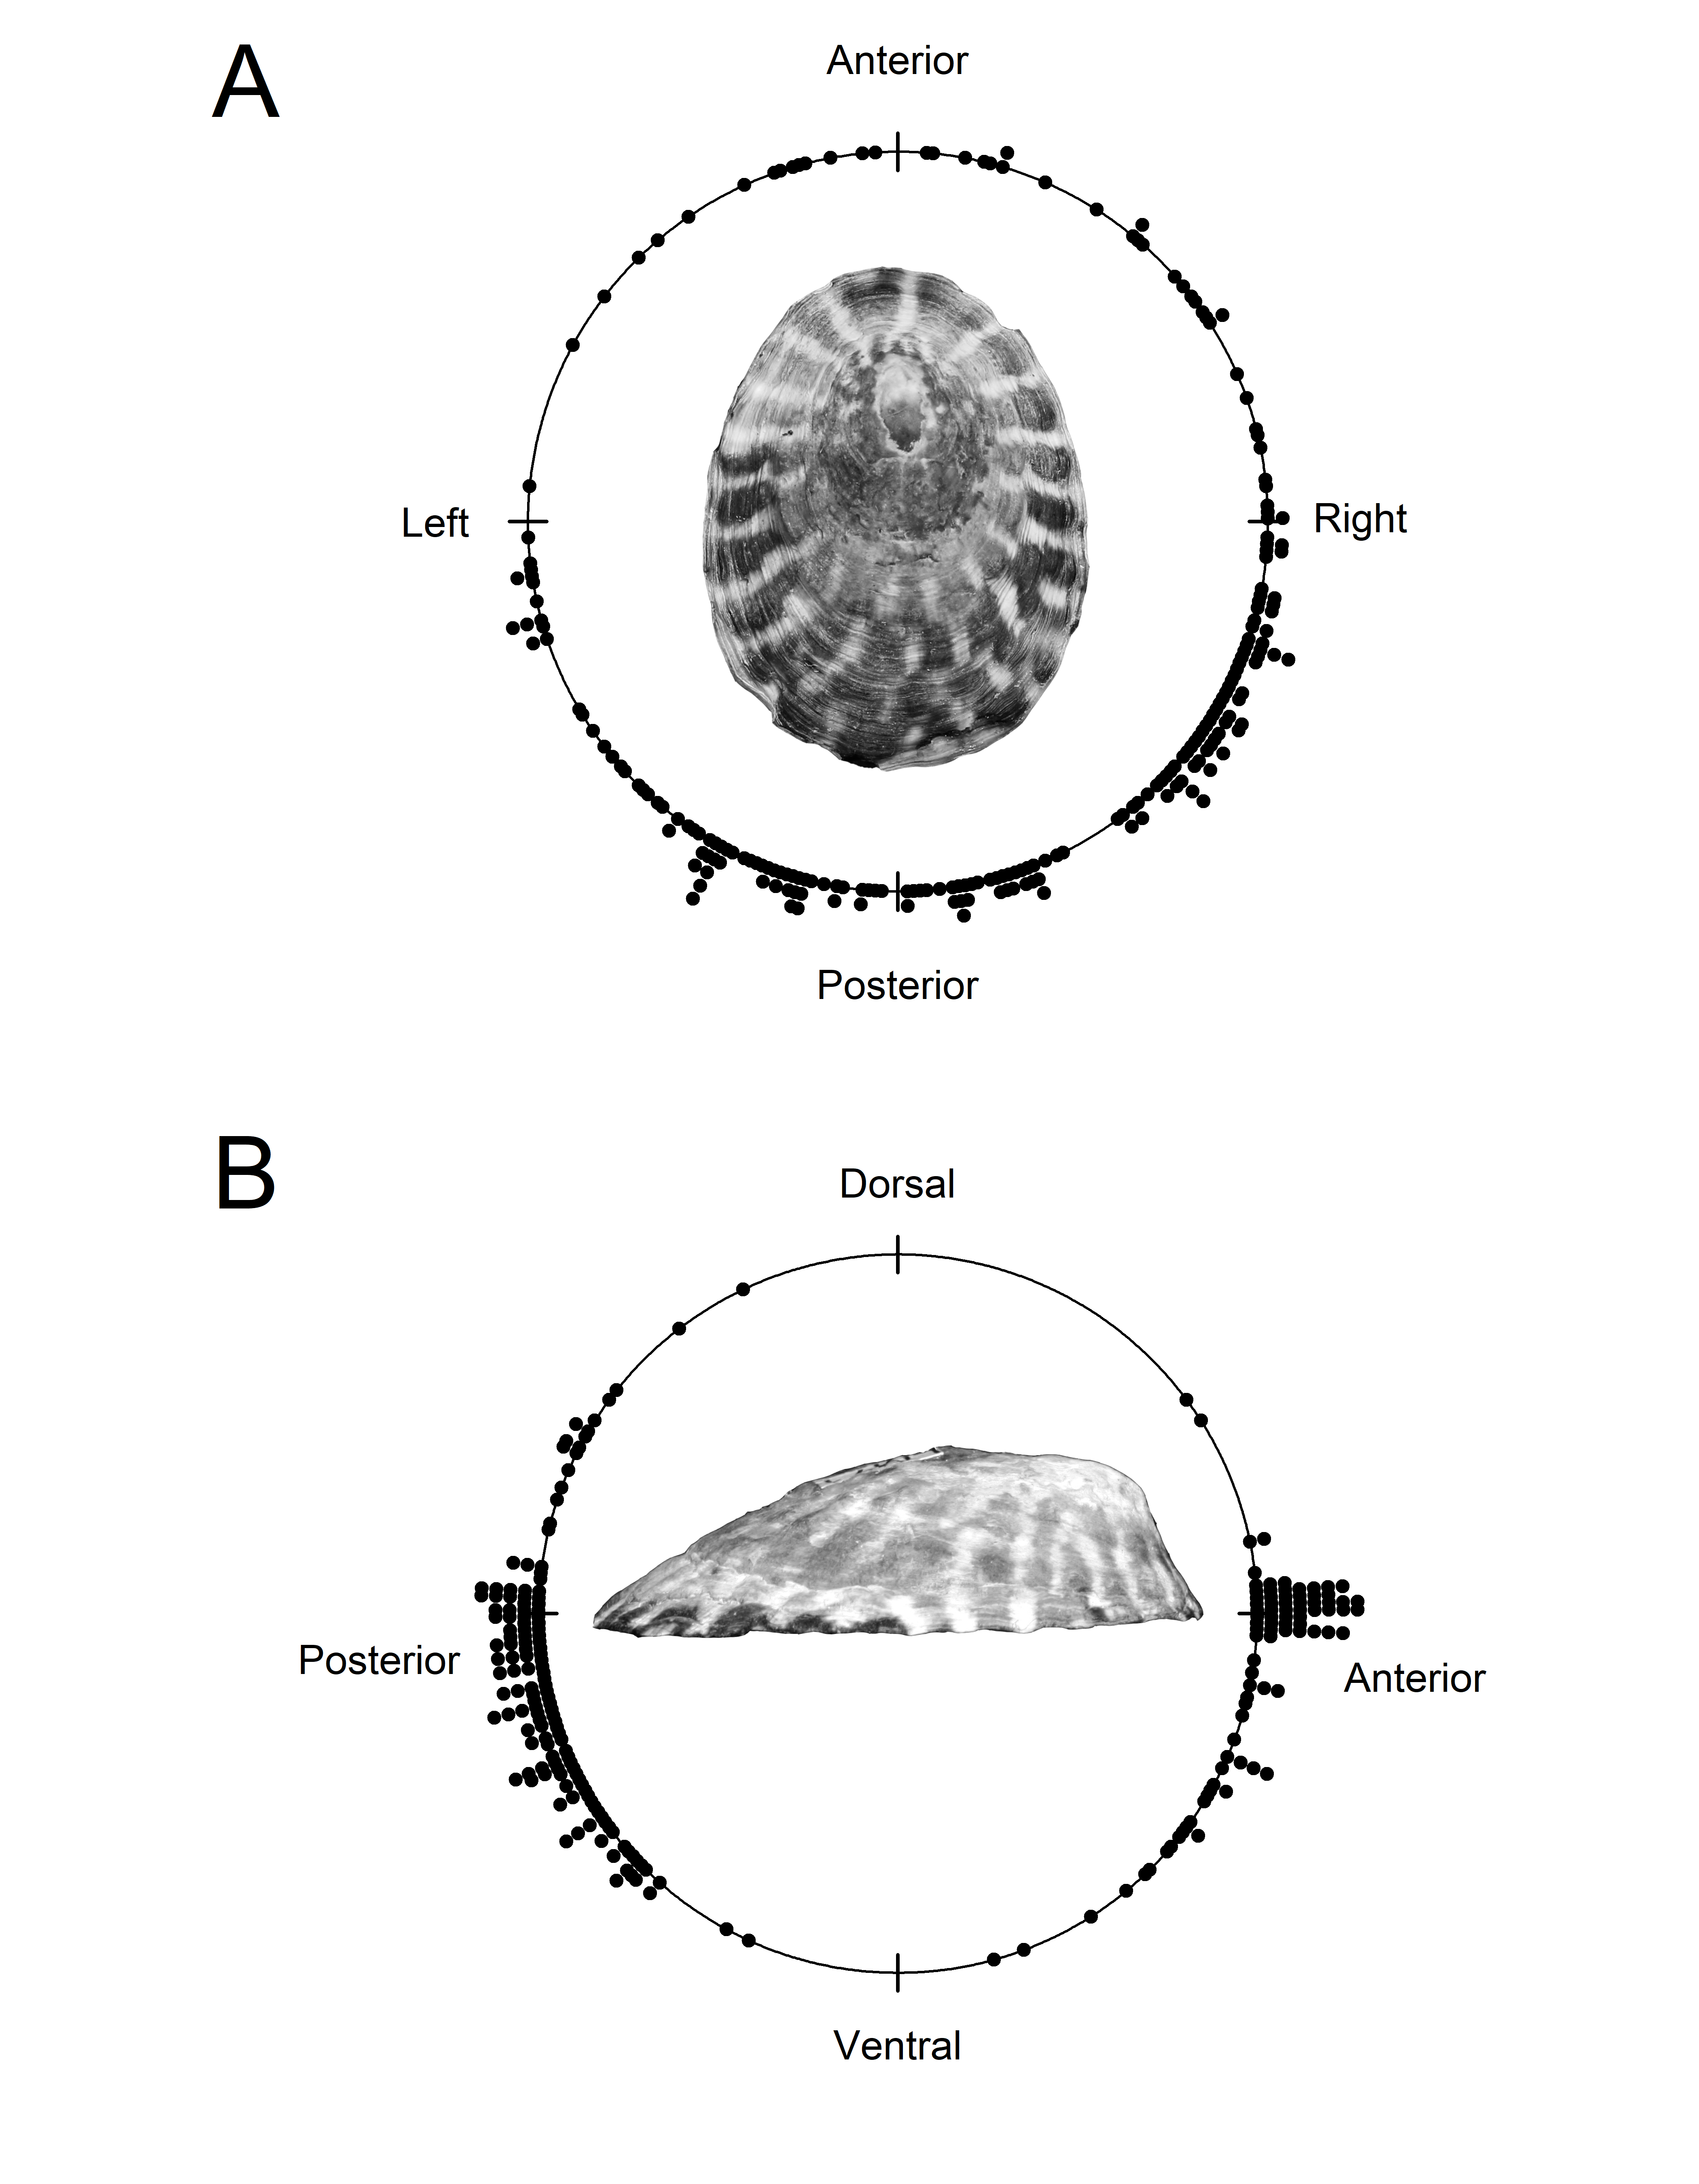 A
Anterior
Left
Right
Posterior
B
Dorsal
Posterior
Anterior
Ventral